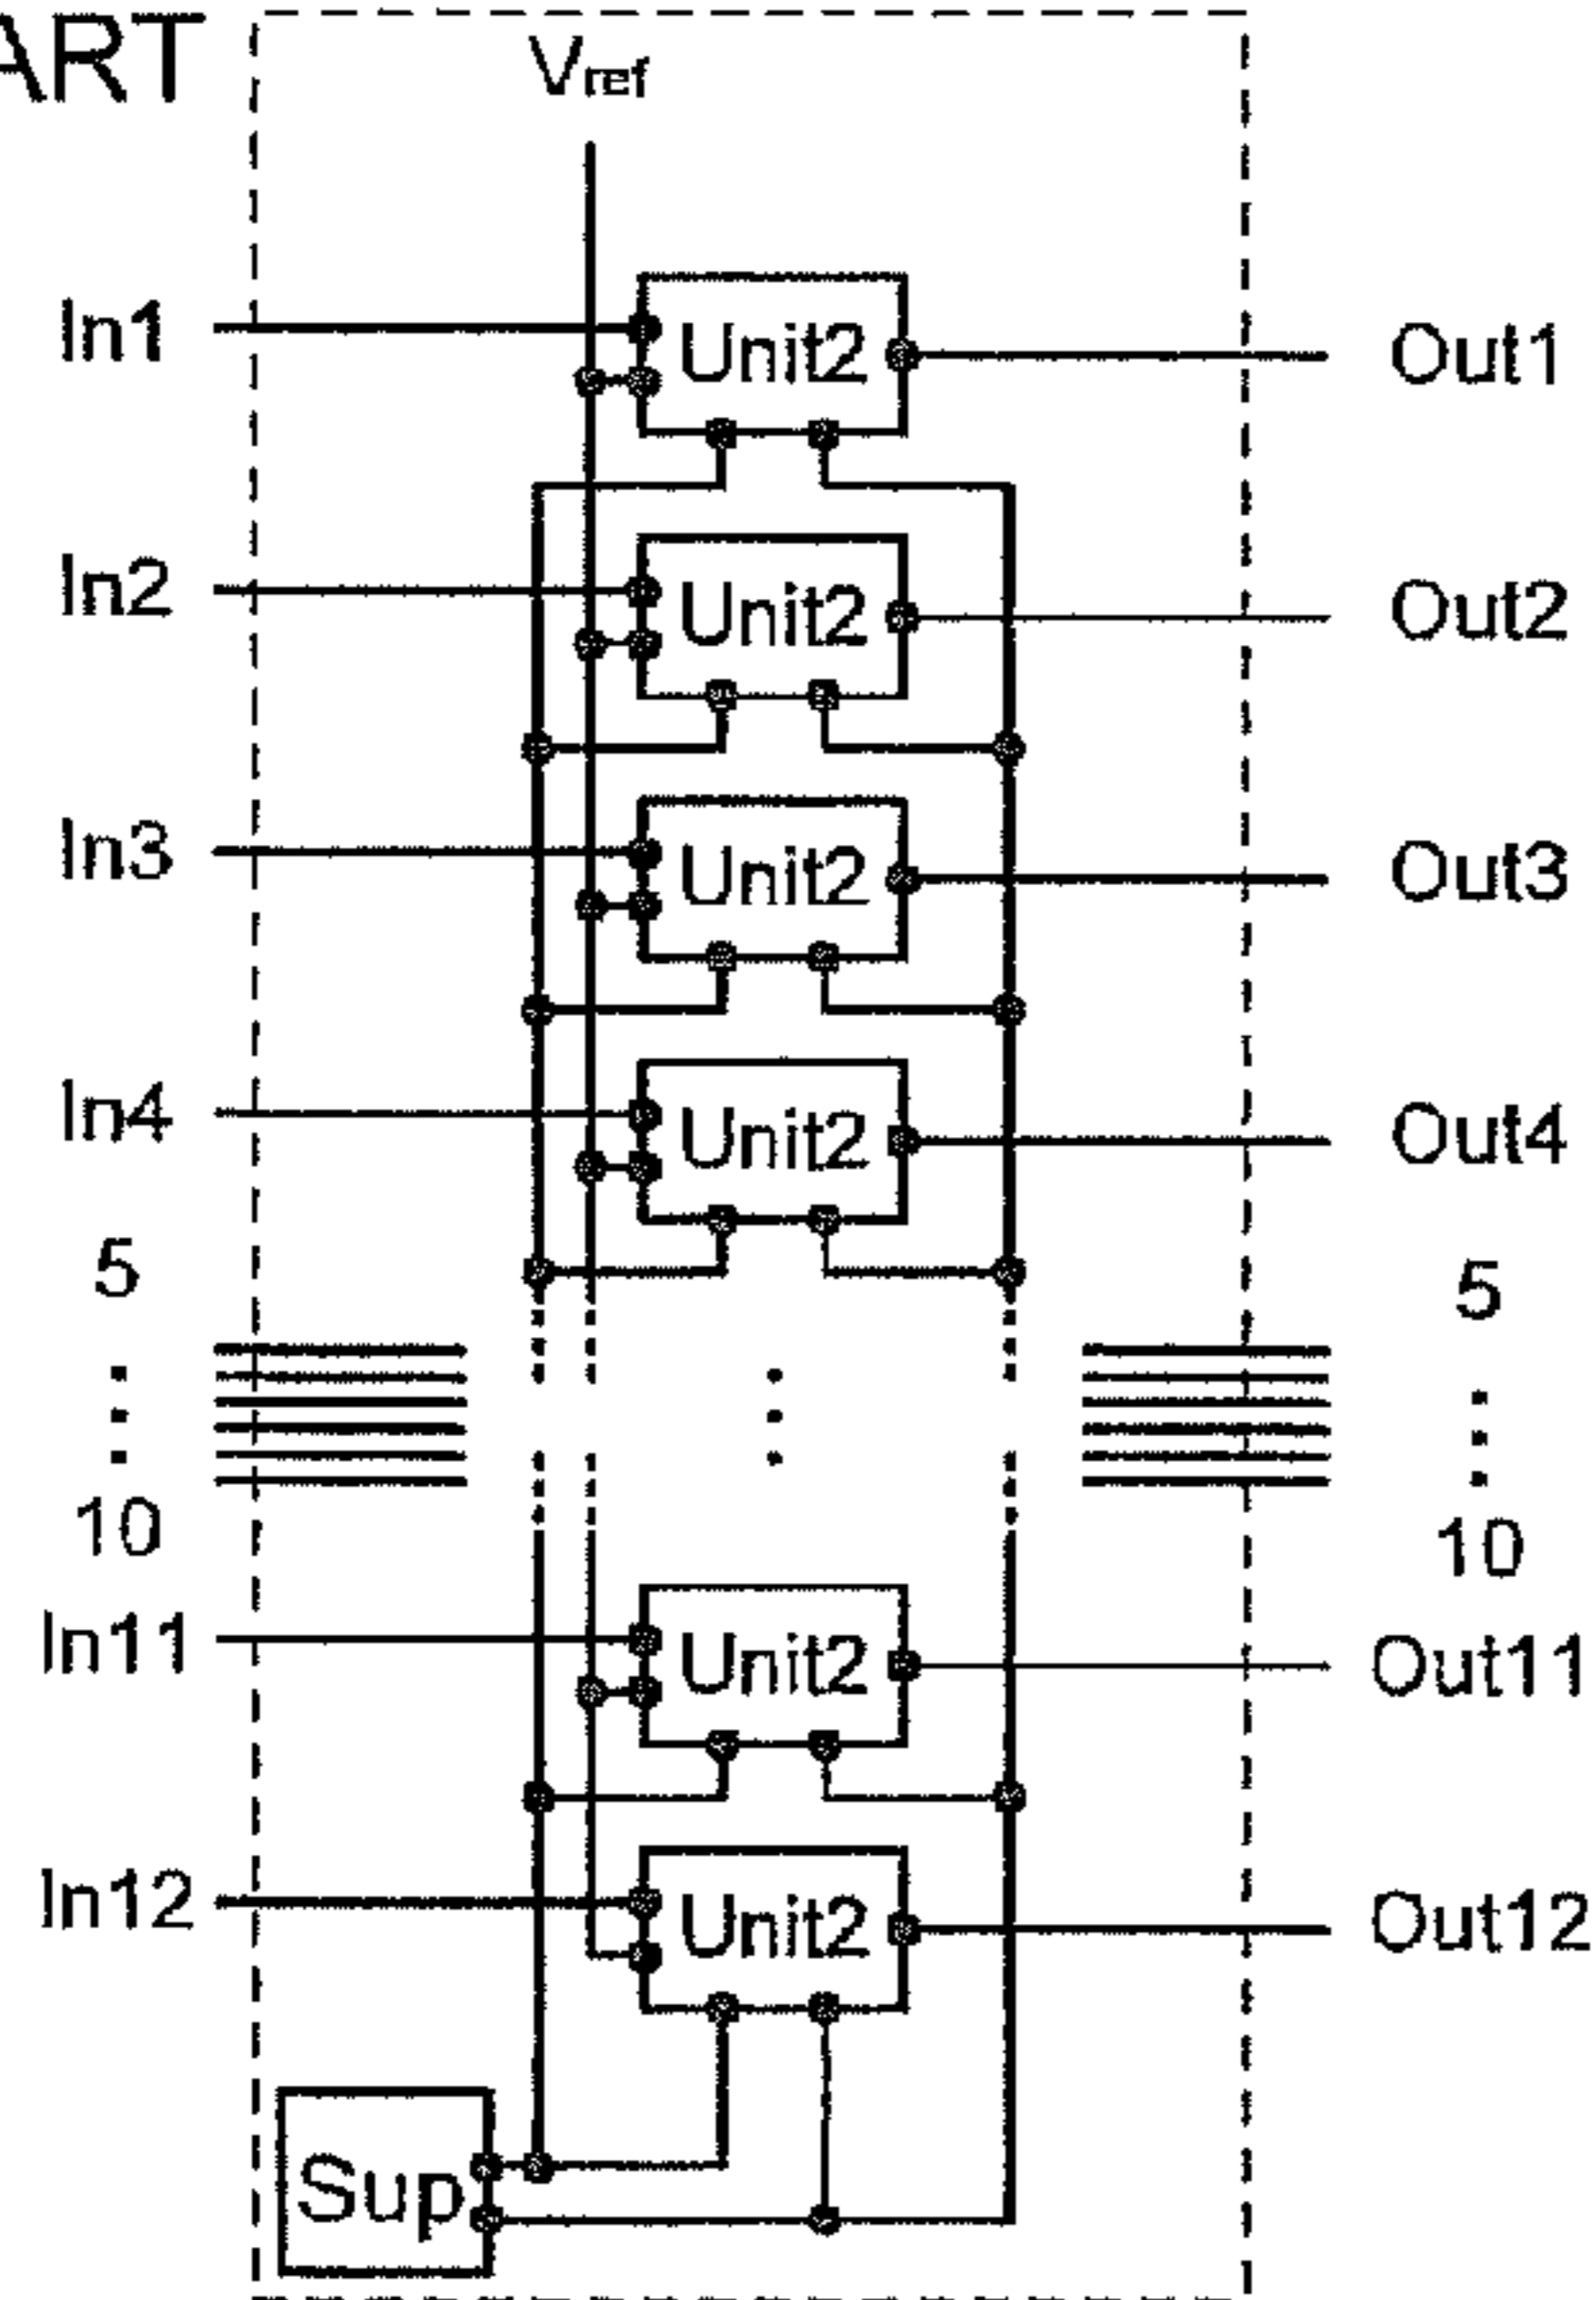 ART
Vref
In1 Unit2 Out1
In2 Unit2 Out2
In3 Unit2 Out3
In4 Unit2 Out4
5 5
10 10
In11 Unit2 Out11
In12 Unit2 Out12
Sup